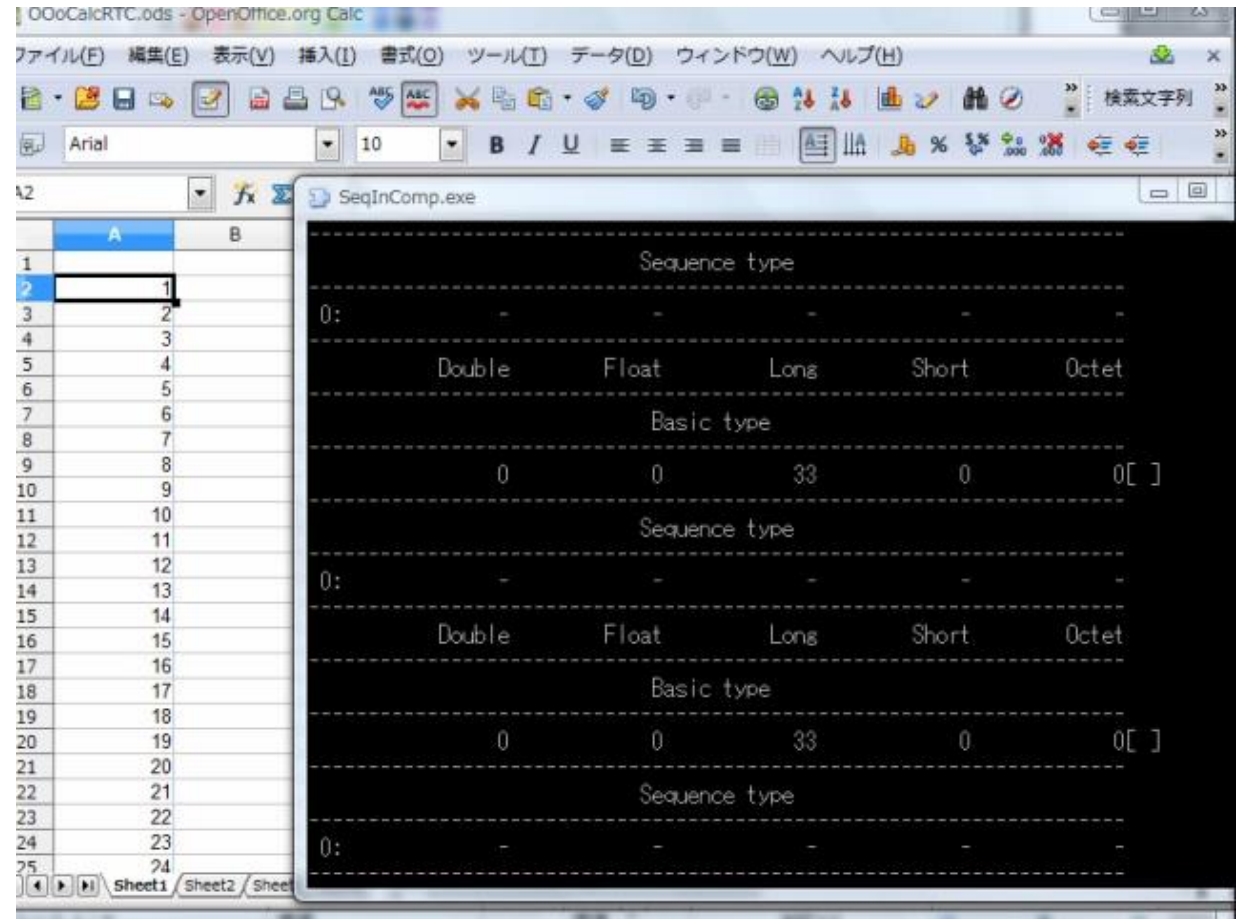 OOoCalcRTC.ods - OpenOffice.org Calc
ファイル(F) 編集(E) 表示(V) 挿入(I) 書式(O) ツール(T) データ(D) ウィンドウ(W) ヘルプ(H)
検索文字列
Arial 10 B I U
A2
SeqInComp.exe
A B
1
2 1
3 2
4 3
5 4
6 5
7 6
8 7
9 8
10 9
11 10
12 11
13 12
14 13
15 14
16 15
17 16
18 17
19 18
20 19
21 20
22 21
23 22
24 23
25 24
Sheet1 Sheet2 Sheet
Sequence type
0: - - - - -
Double Float Long Short Octet
Basic type
0 0 33 0 0[ ]
Sequence type
0: - - - - -
Double Float Long Short Octet
Basic type
0 0 33 0 0[ ]
Sequence type
0: - - - - -